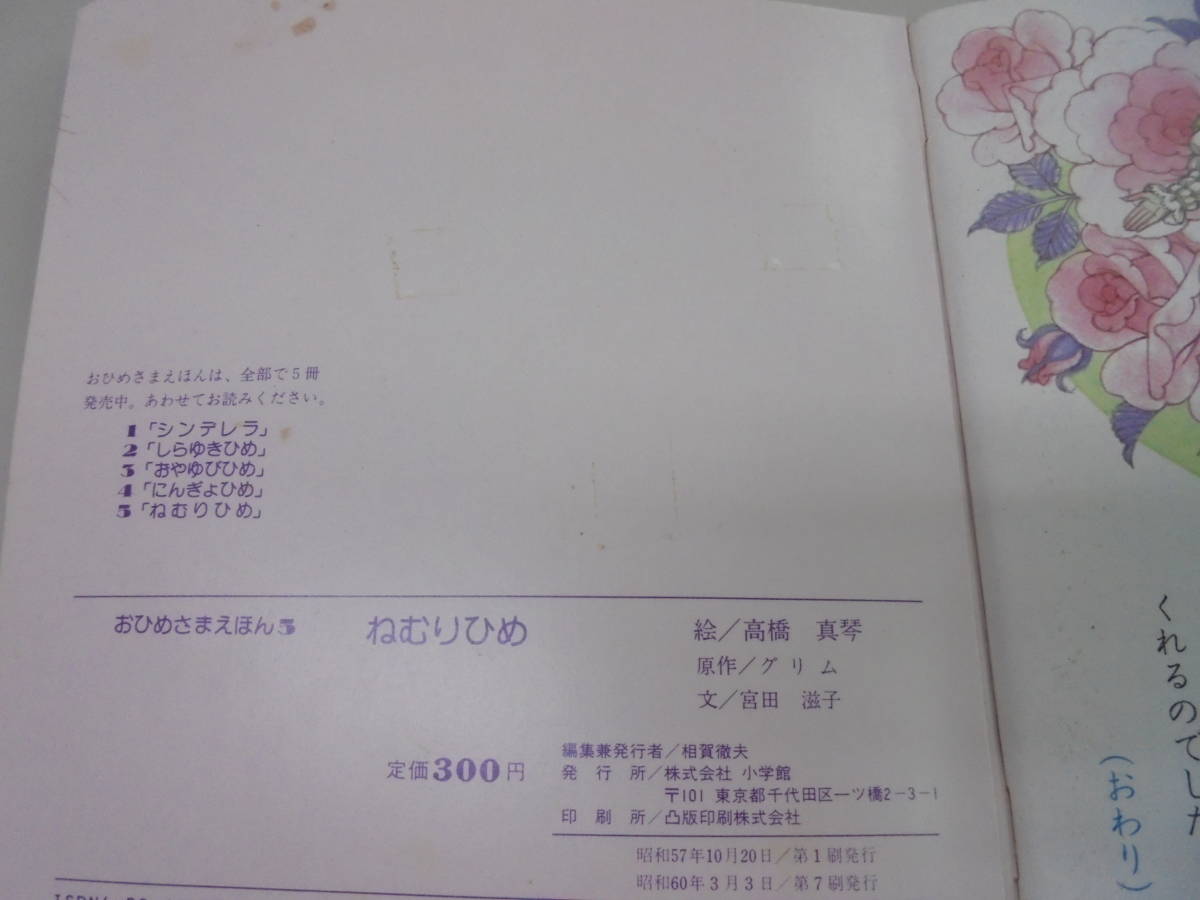 おひめさまえほんは、全部で5冊
発売中。あわせてお読みください。
1「シンデレラ」
2「しらゆきひめ」
3「おやゆびひめ」
4「にんぎょひめ」
5「ねむりひめ」
おひめさまえほん5 ねむりひめ
絵／高橋 真琴
原作／グリム
文／宮田 滋子
定価300円
編集兼発行者／相賀徹夫
発行所／株式会社 小学館
〒101 東京都千代田区一ツ橋2-3-1
印刷所／凸版印刷株式会社
昭和57年10月20日／第1刷発行
昭和60年3月3日／第7刷発行
くれるのでした
(おわり)